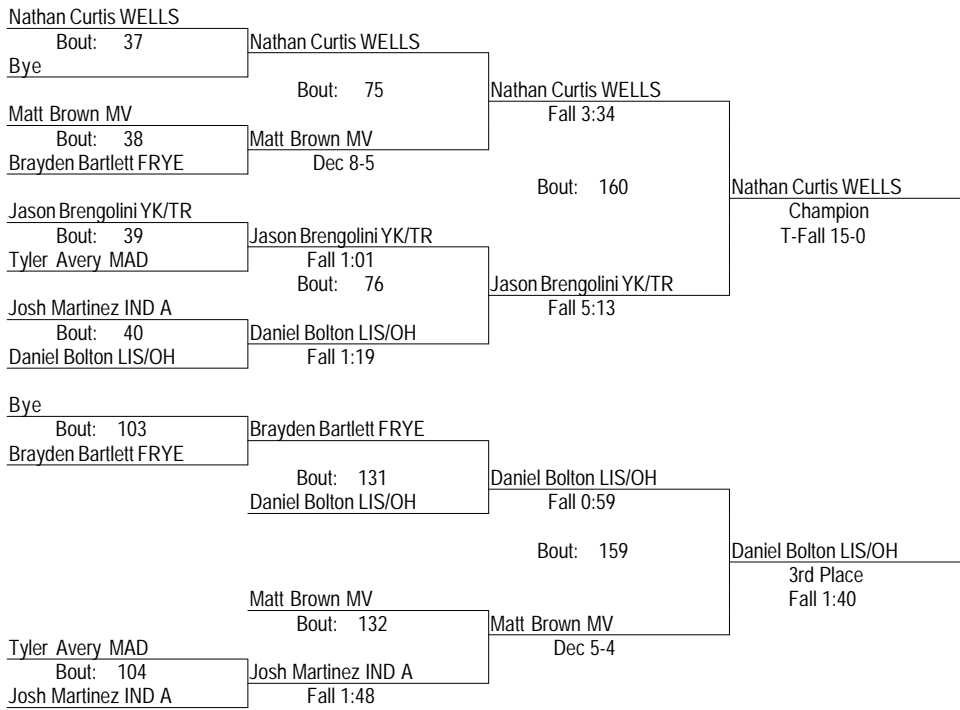 Nathan Curtis WELLS
Bout: 37
Nathan Curtis WELLS
Bye
Bout: 75
Nathan Curtis WELLS
Fall 3:34
Matt Brown MV
Bout: 38
Matt Brown MV
Brayden Bartlett FRYE
Dec 8-5
Bout: 160
Nathan Curtis WELLS
Champion
T-Fall 15-0
Jason Brengolini YK/TR
Bout: 39
Jason Brengolini YK/TR
Tyler Avery MAD
Fall 1:01
Bout: 76
Jason Brengolini YK/TR
Fall 5:13
Josh Martinez IND A
Bout: 40
Daniel Bolton LIS/OH
Daniel Bolton LIS/OH
Fall 1:19
Bye
Bout: 103
Brayden Bartlett FRYE
Brayden Bartlett FRYE
Bout: 131
Daniel Bolton LIS/OH
Daniel Bolton LIS/OH
Fall 0:59
Bout: 159
Daniel Bolton LIS/OH
3rd Place
Fall 1:40
Matt Brown MV
Bout: 132
Matt Brown MV
Dec 5-4
Tyler Avery MAD
Bout: 104
Josh Martinez IND A
Josh Martinez IND A
Fall 1:48